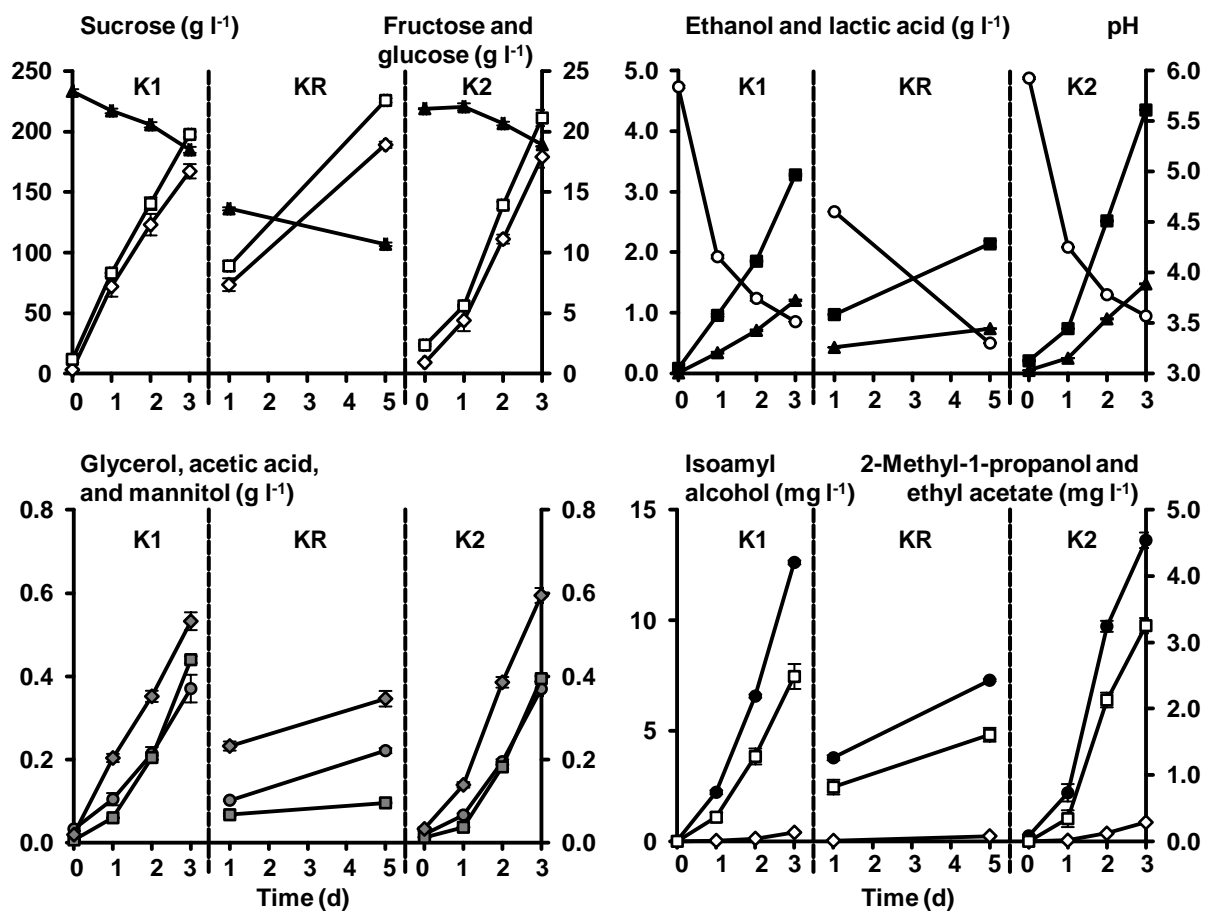 Sucrose (g l-1)
Fructose and
glucose (g l-1)
250
200
150
100
50
0
K1
KR
K2
25
20
15
10
5
0
0 1 2 3
1 2 3 4 5
0 1 2 3
Ethanol and lactic acid (g l-1)
pH
5.0
4.0
3.0
2.0
1.0
0.0
K1
KR
K2
6.0
5.5
5.0
4.5
4.0
3.5
3.0
0 1 2 3
1 2 3 4 5
0 1 2 3
Glycerol, acetic acid,
and mannitol (g l-1)
0.8
0.6
0.4
0.2
0.0
K1
KR
K2
0.8
0.6
0.4
0.2
0.0
0 1 2 3
1 2 3 4 5
0 1 2 3
Time (d)
Isoamyl
alcohol (mg l-1)
2-Methyl-1-propanol and
ethyl acetate (mg l-1)
15
10
5
0
K1
KR
K2
5.0
4.0
3.0
2.0
1.0
0.0
0 1 2 3
1 2 3 4 5
0 1 2 3
Time (d)